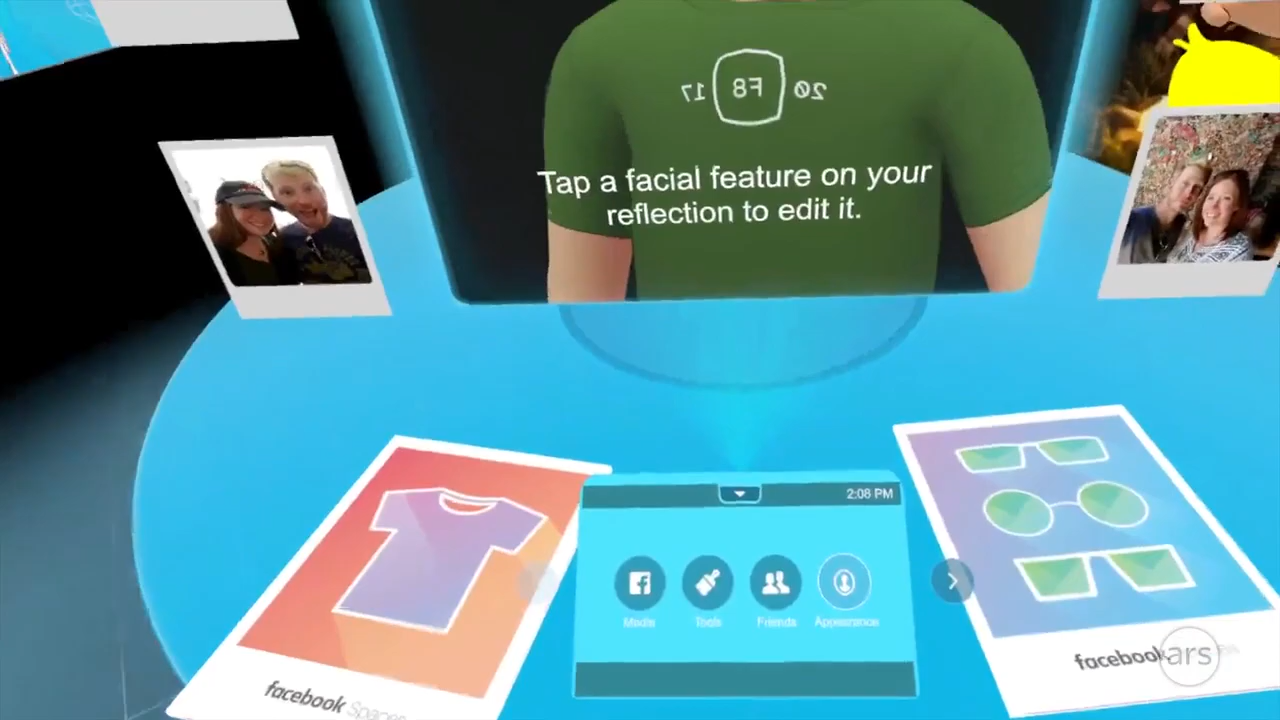 17 F8 20
Tap a facial feature on your
reflection to edit it.
2:08 PM
Media
Tools
Friends
Appearance
facebook Spaces
facebook
ars